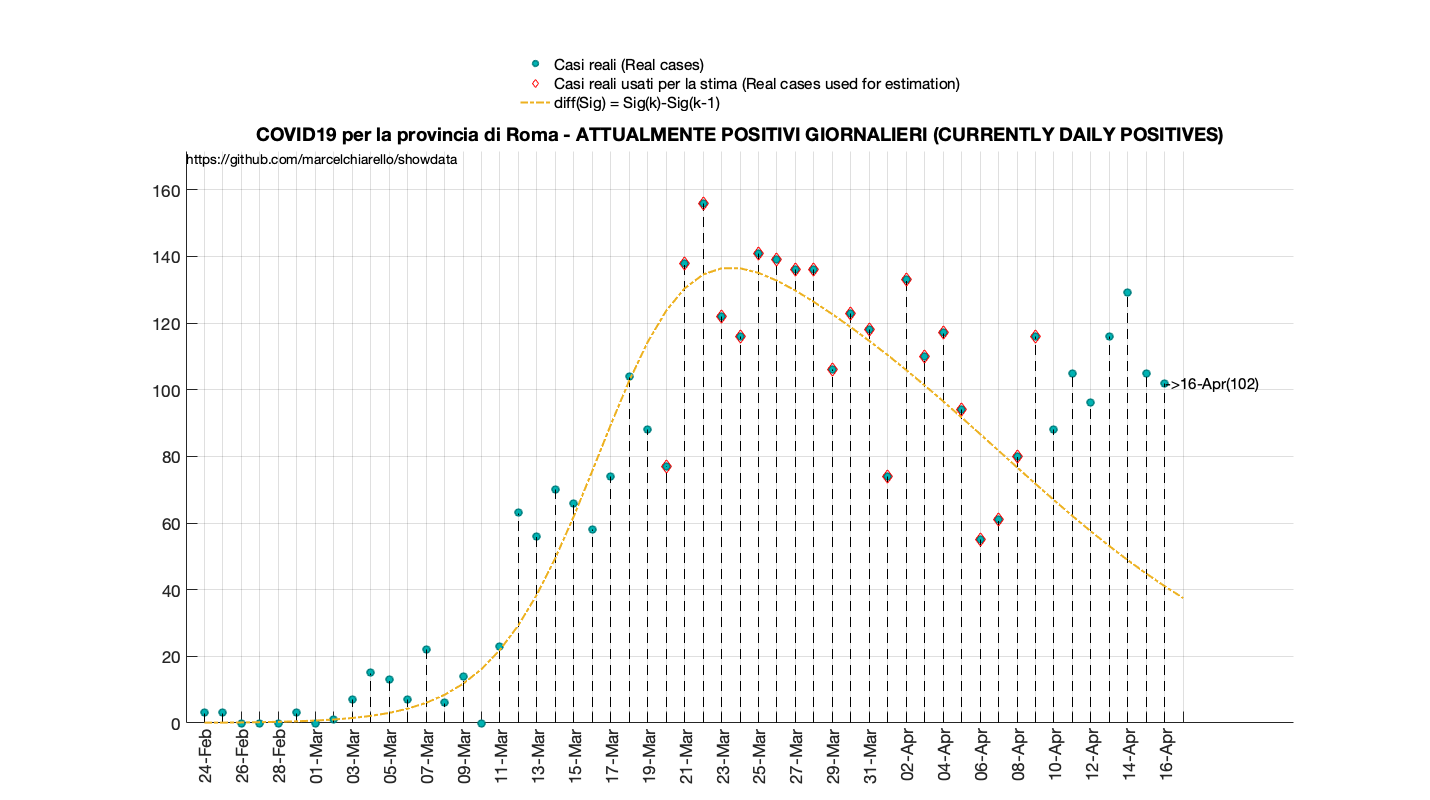 Casi reali (Real cases)
Casi reali usati per la stima (Real cases used for estimation)
diff(Sig) = Sig(k)-Sig(k-1)
COVID19 per la provincia di Roma - ATTUALMENTE POSITIVI GIORNALIERI (CURRENTLY DAILY POSITIVES)
https://github.com/marcelchiarello/showdata
160
140
120
100
80
60
40
20
0
->16-Apr(102)
24-Feb
26-Feb
28-Feb
01-Mar
03-Mar
05-Mar
07-Mar
09-Mar
11-Mar
13-Mar
15-Mar
17-Mar
19-Mar
21-Mar
23-Mar
25-Mar
27-Mar
29-Mar
31-Mar
02-Apr
04-Apr
06-Apr
08-Apr
10-Apr
12-Apr
14-Apr
16-Apr